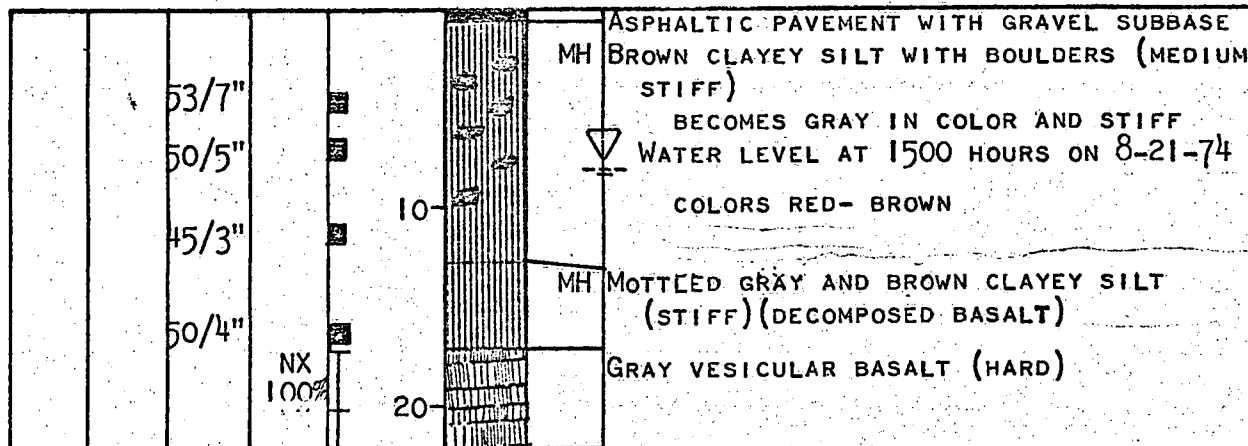 ASPHALTIC PAVEMENT WITH GRAVEL SUBBASE
MH BROWN CLAYEY SILT WITH BOULDERS (MEDIUM
STIFF)
53/7"
BECOMES GRAY IN COLOR AND STIFF
50/5"
WATER LEVEL AT 1500 HOURS ON 8-21-74
10
COLORS RED- BROWN
45/3"
MH MOTTLED GRAY AND BROWN CLAYEY SILT
(STIFF)(DECOMPOSED BASALT)
50/4"
NX
100%
GRAY VESICULAR BASALT (HARD)
20